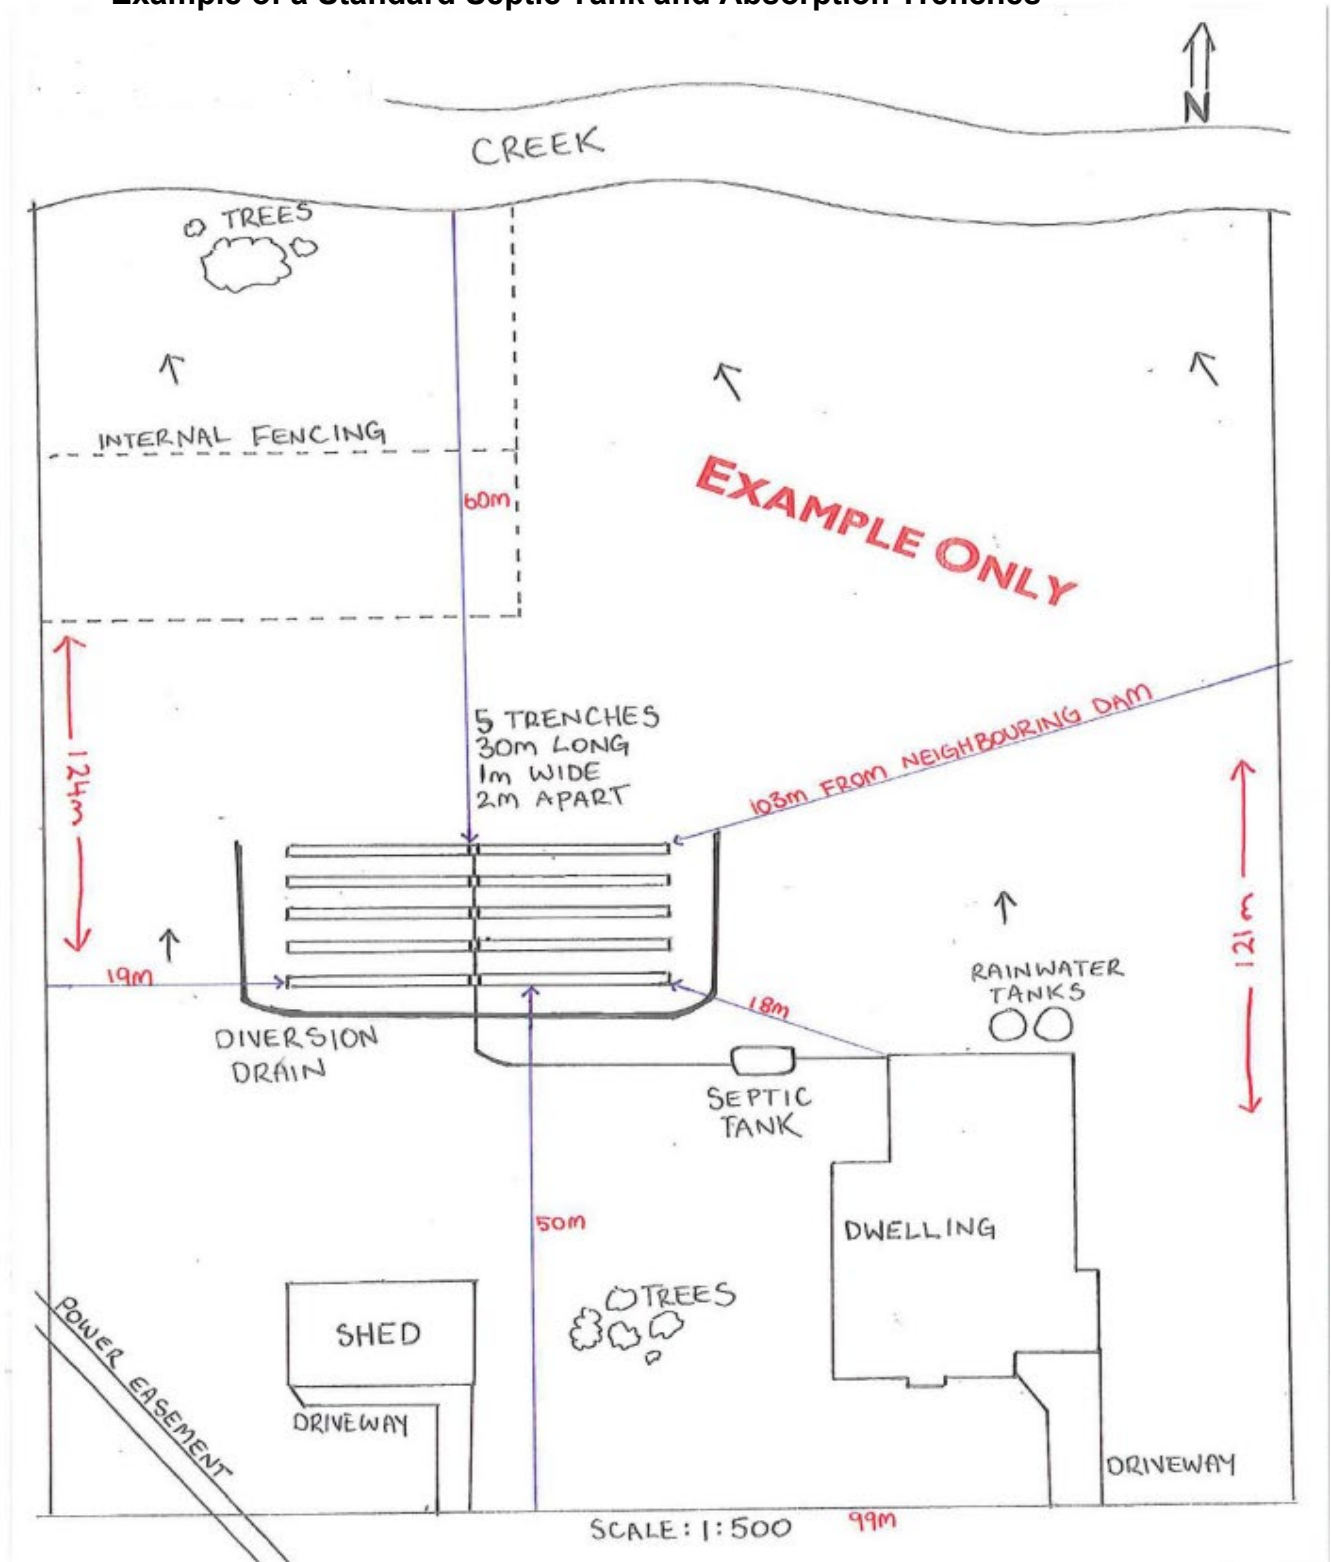 Example of a Standard Septic Tank and Absorption Trenches
N
CREEK
TREES
INTERNAL FENCING
60m
EXAMPLE ONLY
124m
5 TRENCHES
30m LONG
1m WIDE
2m APART
103m FROM NEIGHBOURING DAM
121m
19m
RAINWATER
TANKS
18m
DIVERSION
DRAIN
SEPTIC
TANK
50m
DWELLING
TREES
SHED
POWER EASEMENT
DRIVEWAY
DRIVEWAY
SCALE: 1:500
99m